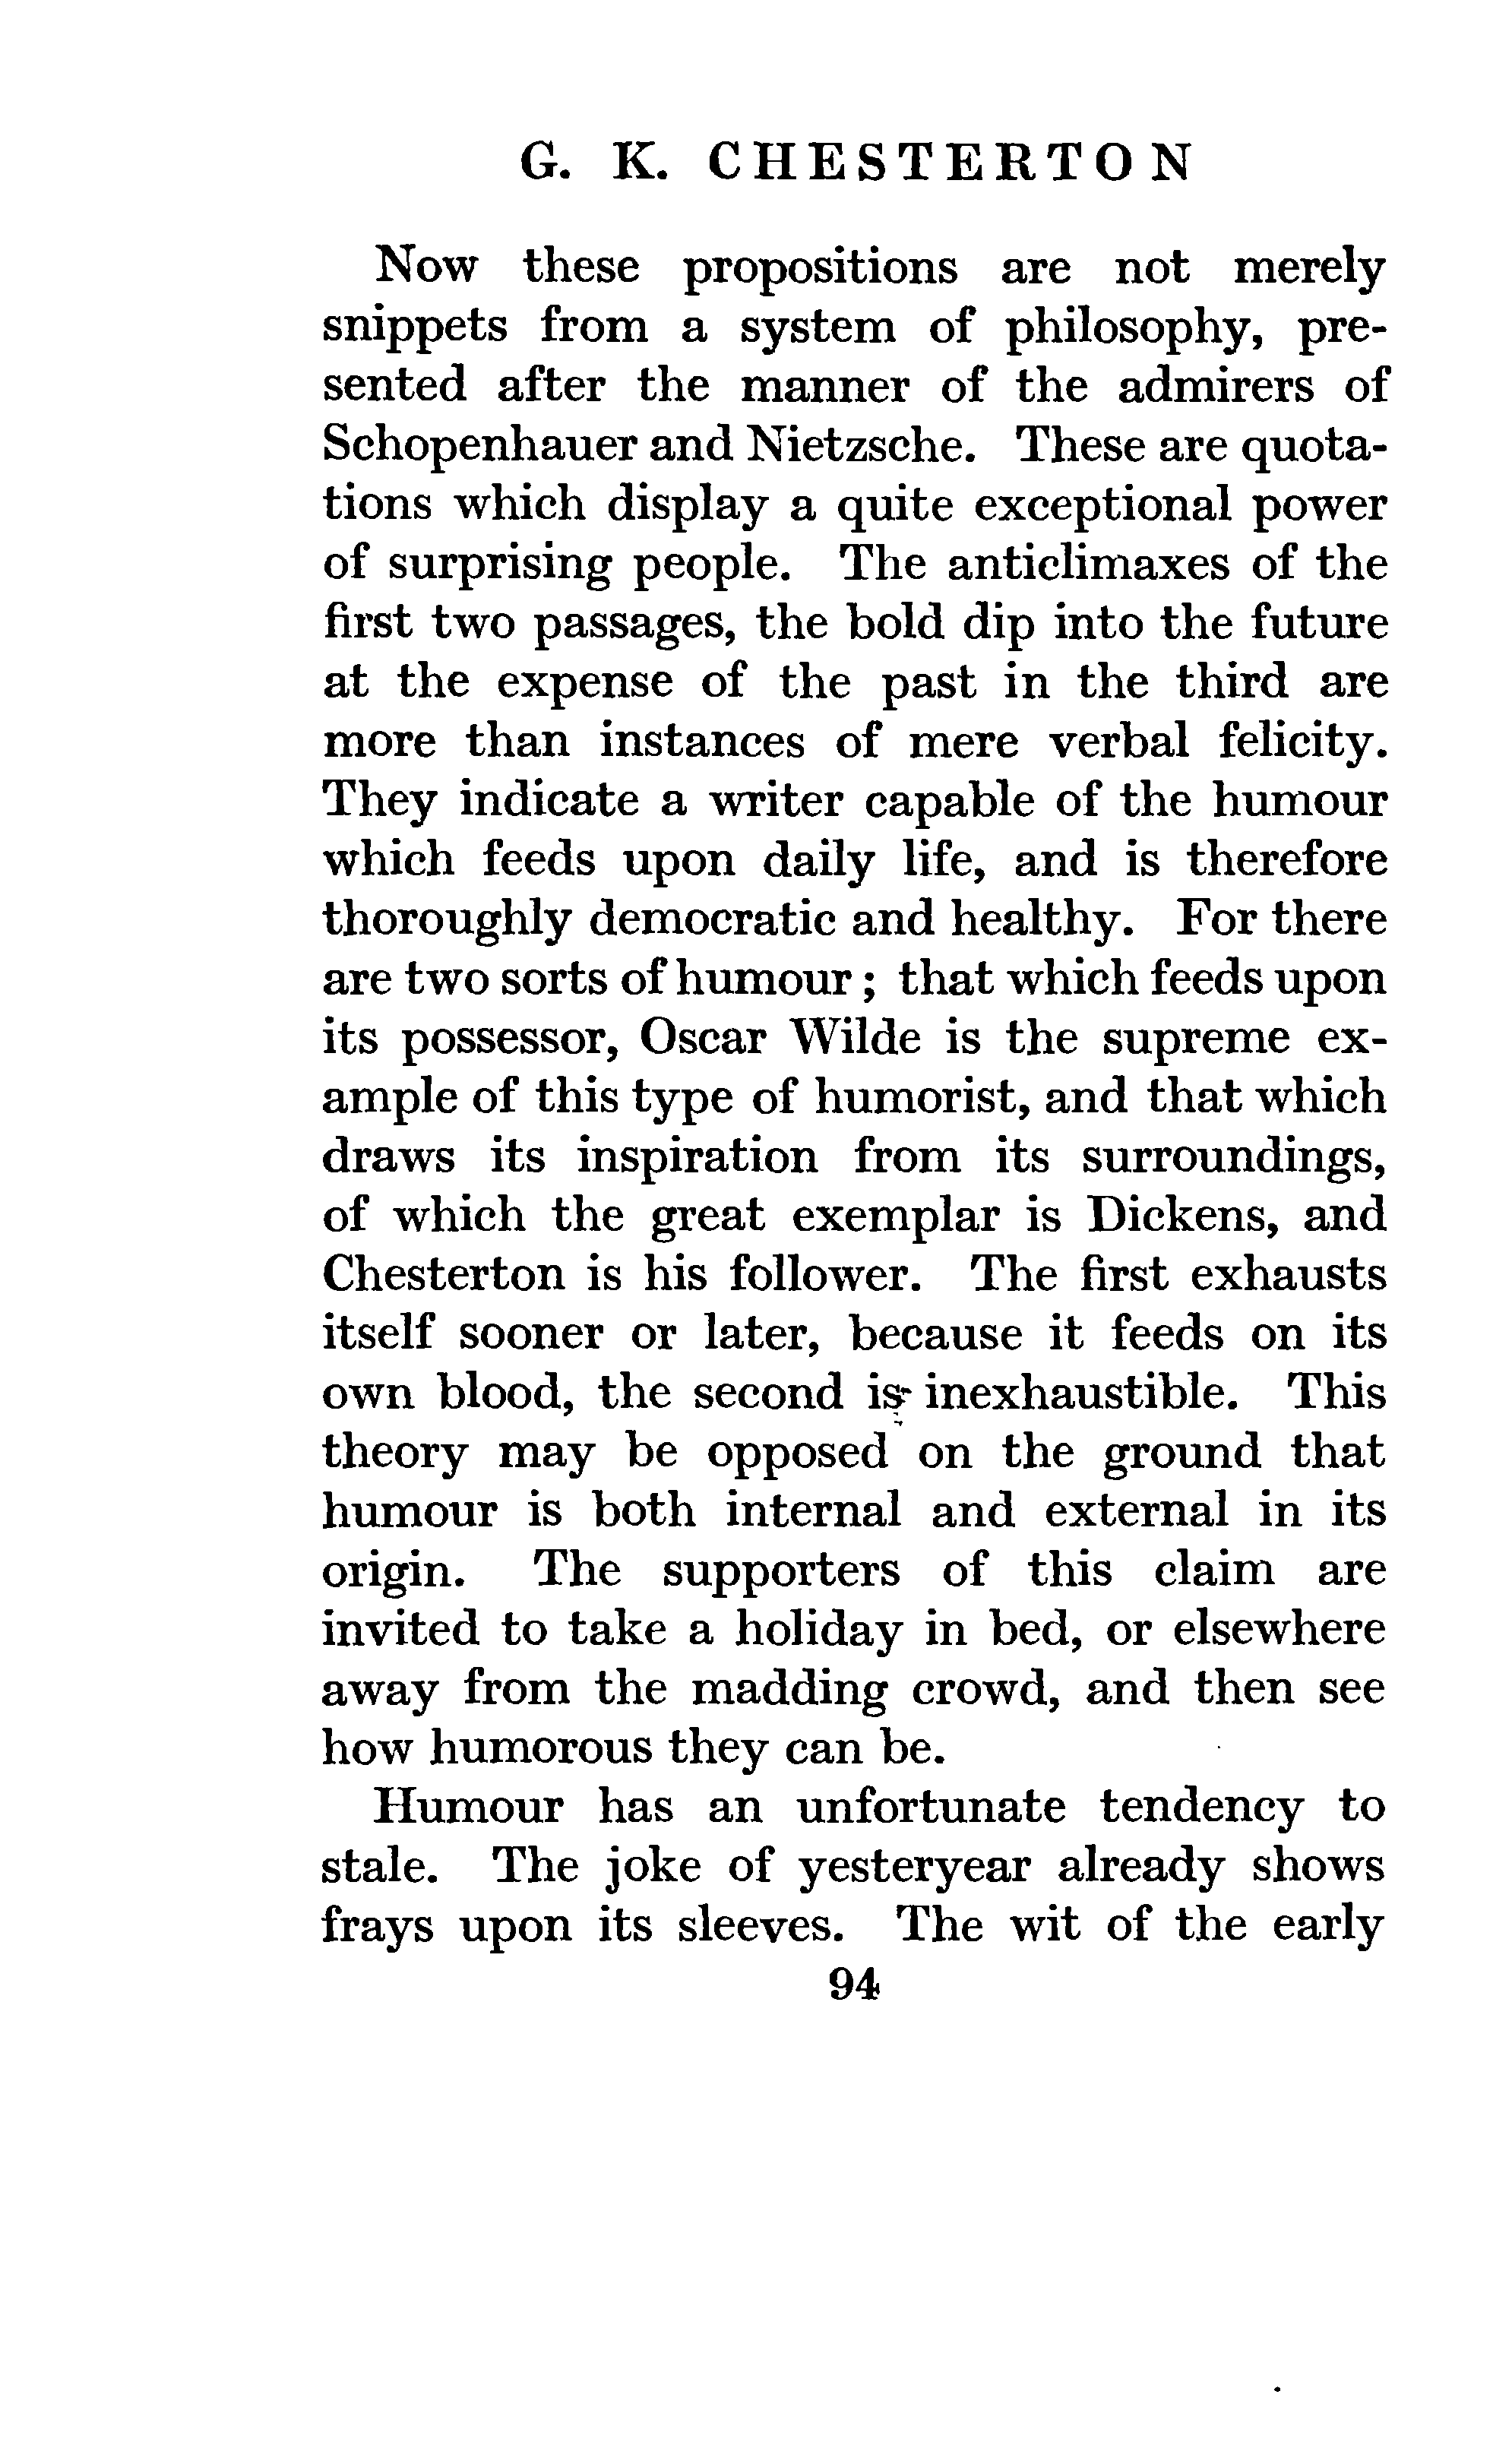 G. K. CHESTERTON
Now these propositions are not merely
snippets from a system of philosophy, pre-
sented after the manner of the admirers of
Schopenhauer and Nietzsche. These are quota-
tions which display a quite exceptional power
of surprising people. The anticlimaxes of the
first two passages, the bold dip into the future
at the expense of the past in the third are
more than instances of mere verbal felicity.
They indicate a writer capable of the humour
which feeds upon daily life, and is therefore
thoroughly democratic and healthy. For there
are two sorts of humour ; that which feeds upon
its possessor, Oscar Wilde is the supreme ex-
ample of this type of humorist, and that which
draws its inspiration from its surroundings,
of which the great exemplar is Dickens, and
Chesterton is his follower. The first exhausts
itself sooner or later, because it feeds on its
own blood, the second is inexhaustible. This
theory may be opposed on the ground that
humour is both internal and external in its
origin. The supporters of this claim are
invited to take a holiday in bed, or elsewhere
away from the madding crowd, and then see
how humorous they can be.
Humour has an unfortunate tendency to
stale. The joke of yesteryear already shows
frays upon its sleeves. The wit of the early
94